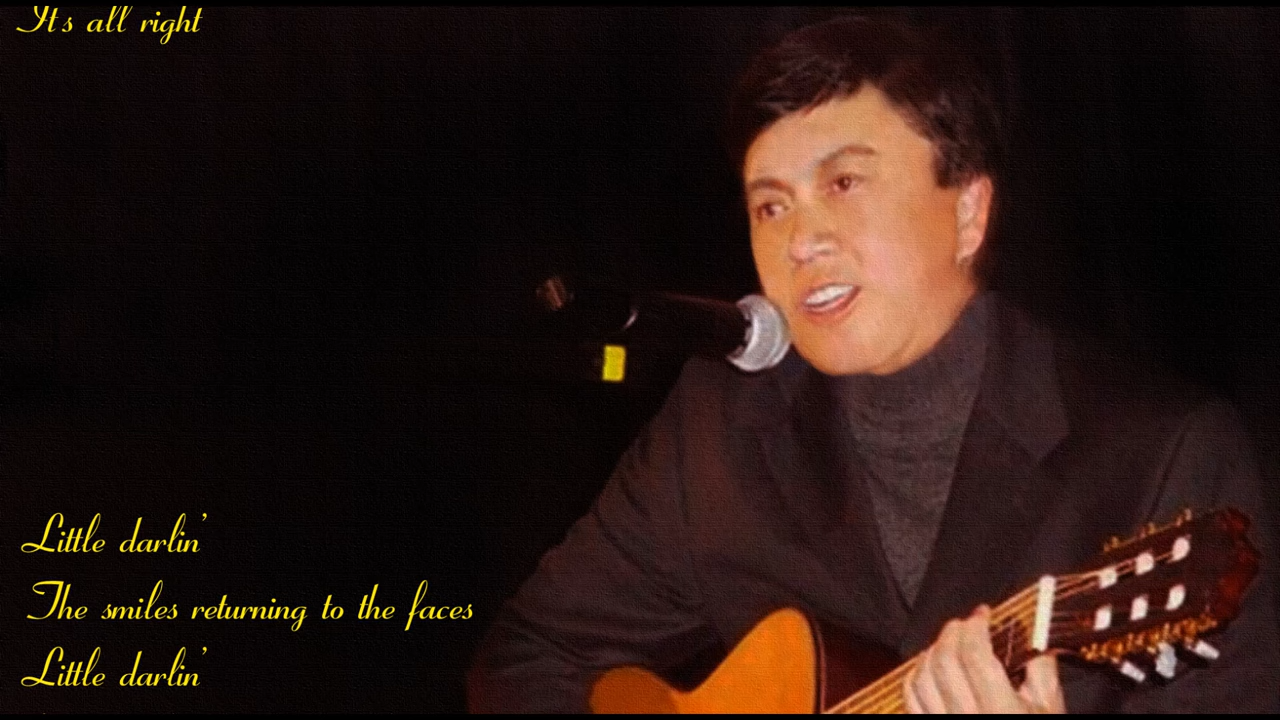 It's all right
Little darlin'
The smiles returning to the faces
Little darlin'